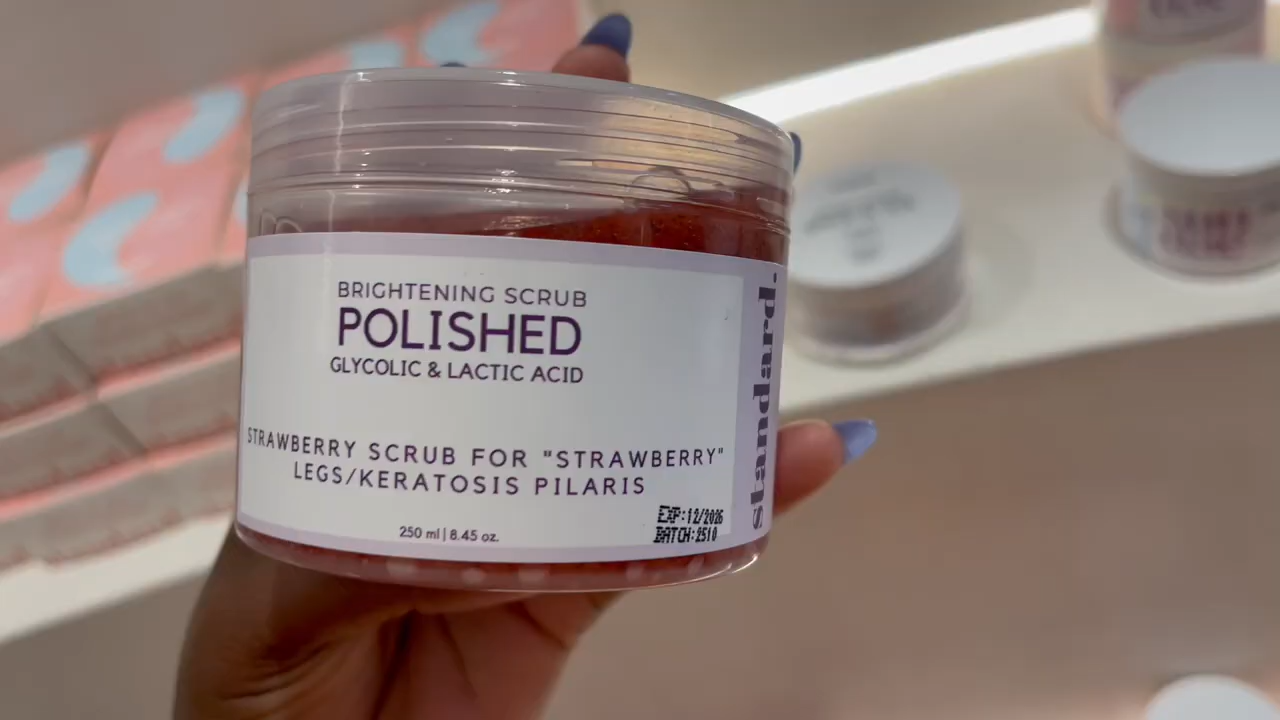 BRIGHTENING SCRUB
POLISHED
GLYCOLIC & LACTIC ACID
STRAWBERRY SCRUB FOR "STRAWBERRY"
LEGS/KERATOSIS PILARIS
250 ml | 8.45 oz.
EXP:12/2026
BATCH:2510
standard.